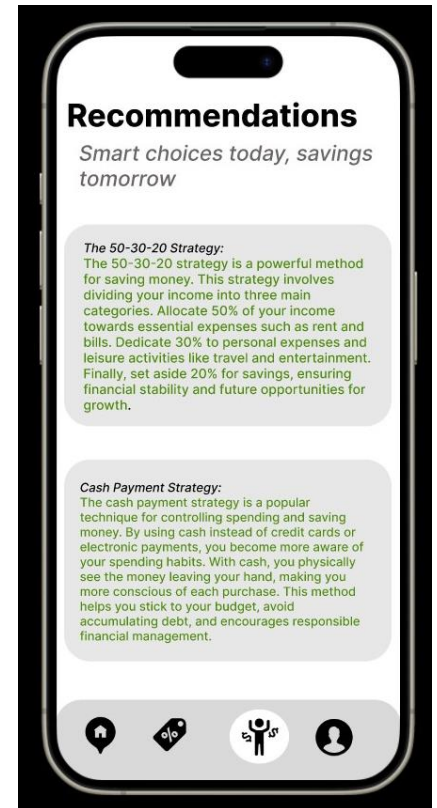 Recommendations
Smart choices today, savings
tomorrow
The 50-30-20 Strategy:
The 50-30-20 strategy is a powerful method
for saving money. This strategy involves
dividing your income into three main
categories. Allocate 50% of your income
towards essential expenses such as rent and
bills. Dedicate 30% to personal expenses and
leisure activities like travel and entertainment.
Finally, set aside 20% for savings, ensuring
financial stability and future opportunities for
growth.
Cash Payment Strategy:
The cash payment strategy is a popular
technique for controlling spending and saving
money. By using cash instead of credit cards or
electronic payments, you become more aware of
your spending habits. With cash, you physically
see the money leaving your hand, making you
more conscious of each purchase. This method
helps you stick to your budget, avoid
accumulating debt, and encourages responsible
financial management.
%
$ $